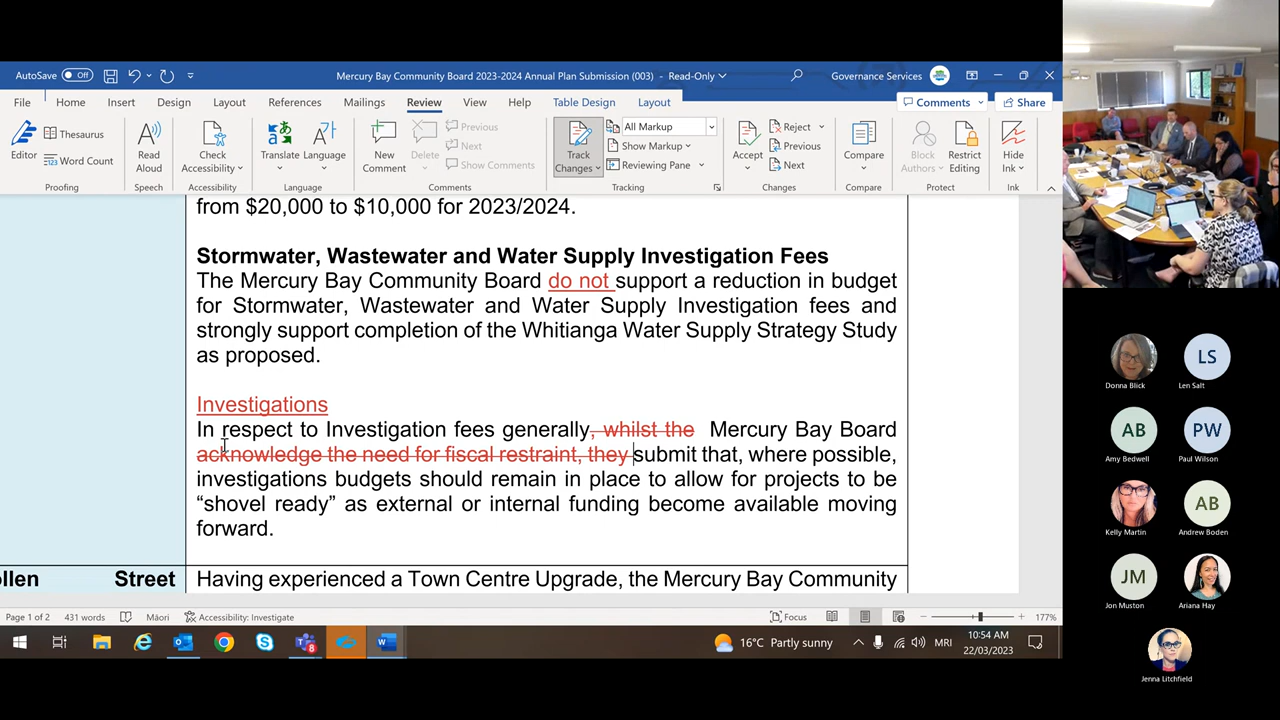 AutoSave Off Mercury Bay Community Board 2023-2024 Annual Plan Submission (003) - Read-Only Governance Services
File Home Insert Design Layout References Mailings Review View Help Table Design Layout Comments Share
Editor Thesaurus Word Count Read Aloud Check Accessibility Translate Language New Comment Delete Previous Next Show Comments Track Changes All Markup Show Markup Reviewing Pane Accept Reject Previous Next Compare Block Authors Restrict Editing Hide Ink
Proofing Speech Accessibility Language Comments Tracking Changes Compare Protect Ink
from $20,000 to $10,000 for 2023/2024.
Stormwater, Wastewater and Water Supply Investigation Fees
The Mercury Bay Community Board do not support a reduction in budget
for Stormwater, Wastewater and Water Supply Investigation fees and
strongly support completion of the Whitianga Water Supply Strategy Study
as proposed.
Investigations
In respect to Investigation fees generally, whilst the Mercury Bay Board
acknowledge the need for fiscal restraint, they submit that, where possible,
investigations budgets should remain in place to allow for projects to be
“shovel ready” as external or internal funding become available moving
forward.
ollen Street Having experienced a Town Centre Upgrade, the Mercury Bay Community
Page 1 of 2 431 words Māori Accessibility: Investigate Focus 177%
16°C Partly sunny MRI 10:54 AM
22/03/2023
Donna Blick
LS
Len Salt
AB
Amy Bedwell
PW
Paul Wilson
Kelly Martin
AB
Andrew Boden
JM
Jon Muston
Ariana Hay
Jenna Litchfield